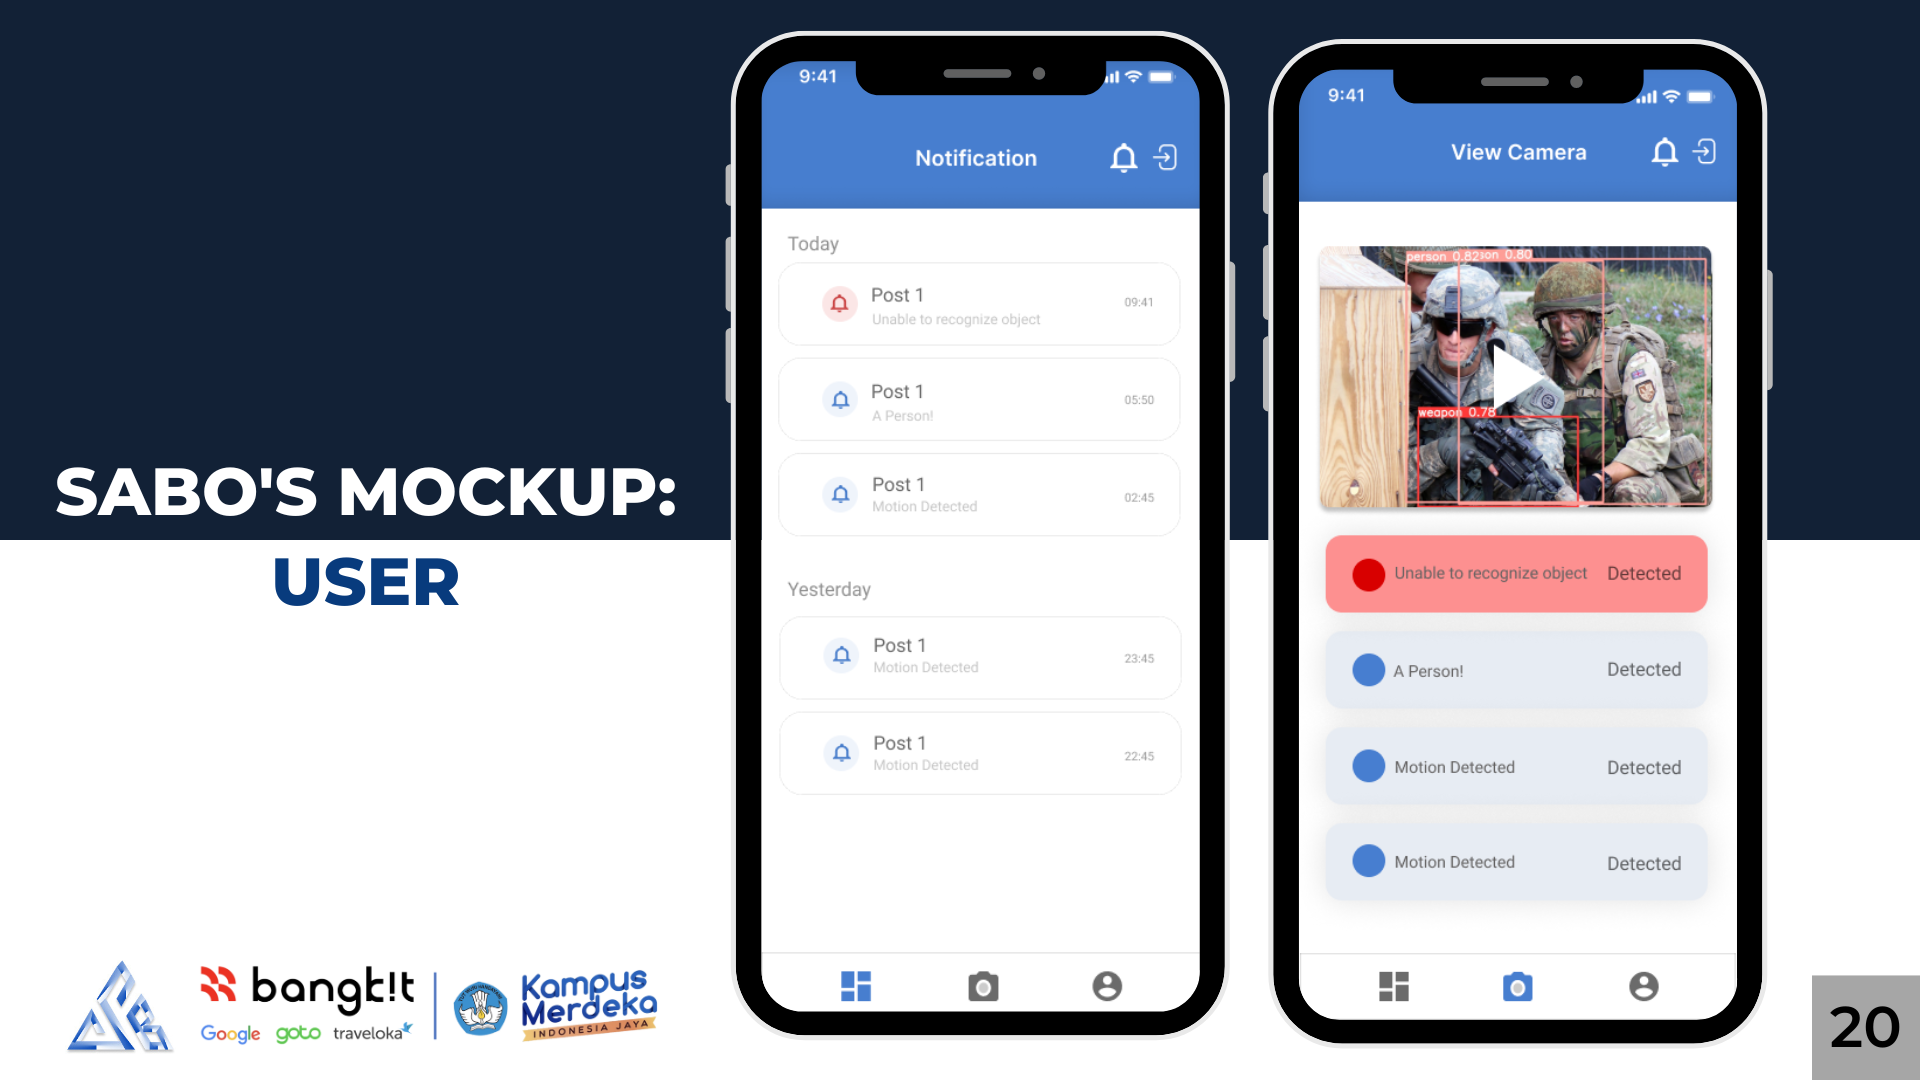 SABO'S MOCKUP:
USER
9:41
Notification
Today
Post 1
Unable to recognize object
09:41
Post 1
A Person!
05:50
Post 1
Motion Detected
02:45
Yesterday
Post 1
Motion Detected
23:45
Post 1
Motion Detected
22:45
9:41
View Camera
person 0.82
son 0.80
weapon 0.78
Unable to recognize object Detected
A Person! Detected
Motion Detected Detected
Motion Detected Detected
bangk!t
Google goto traveloka
Kampus
Merdeka
INDONESIA JAYA
20